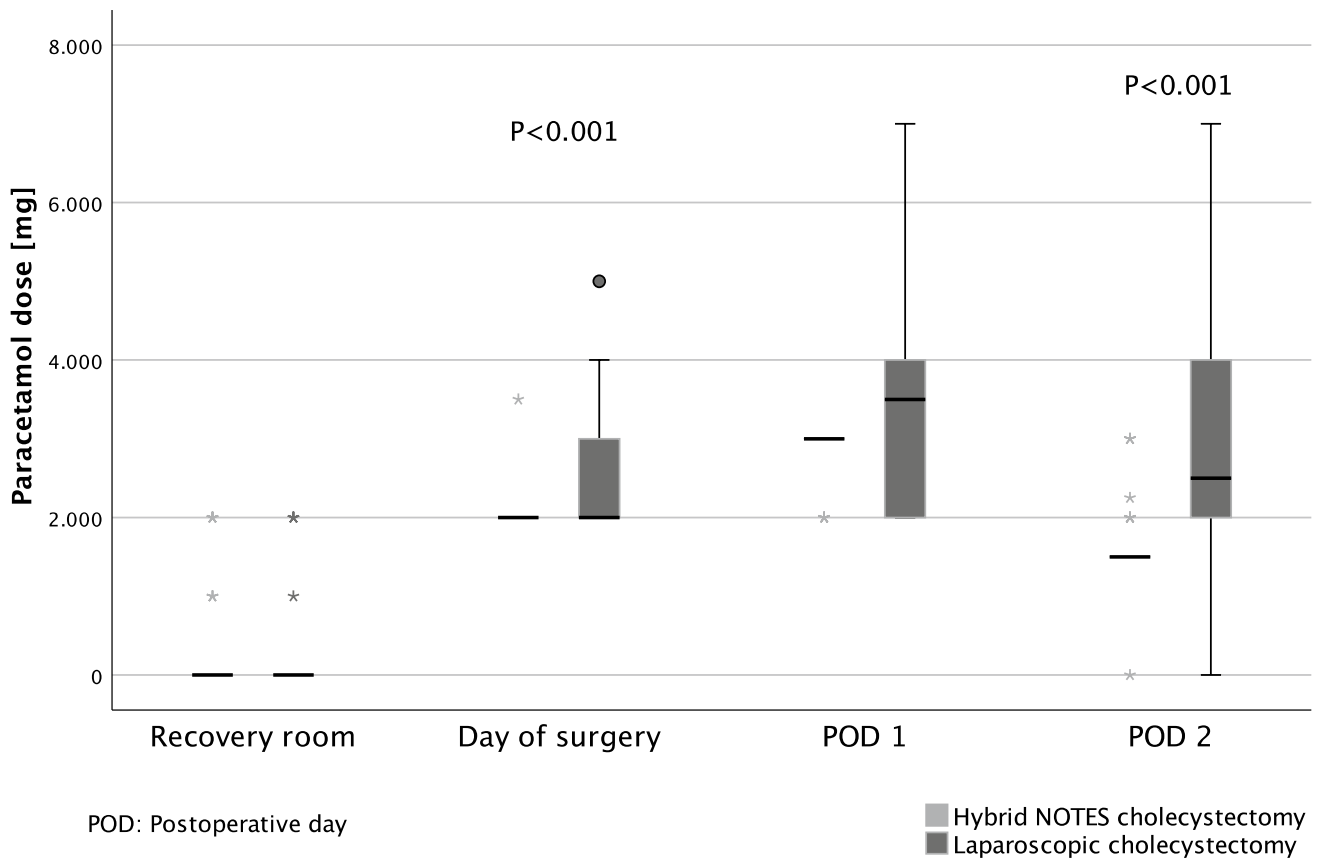 8.000
P<0.001
P<0.001
6.000
Paracetamol dose [mg]
4.000
2.000
0
Recovery room
Day of surgery
POD 1
POD 2
POD: Postoperative day
Hybrid NOTES cholecystectomy
Laparoscopic cholecystectomy